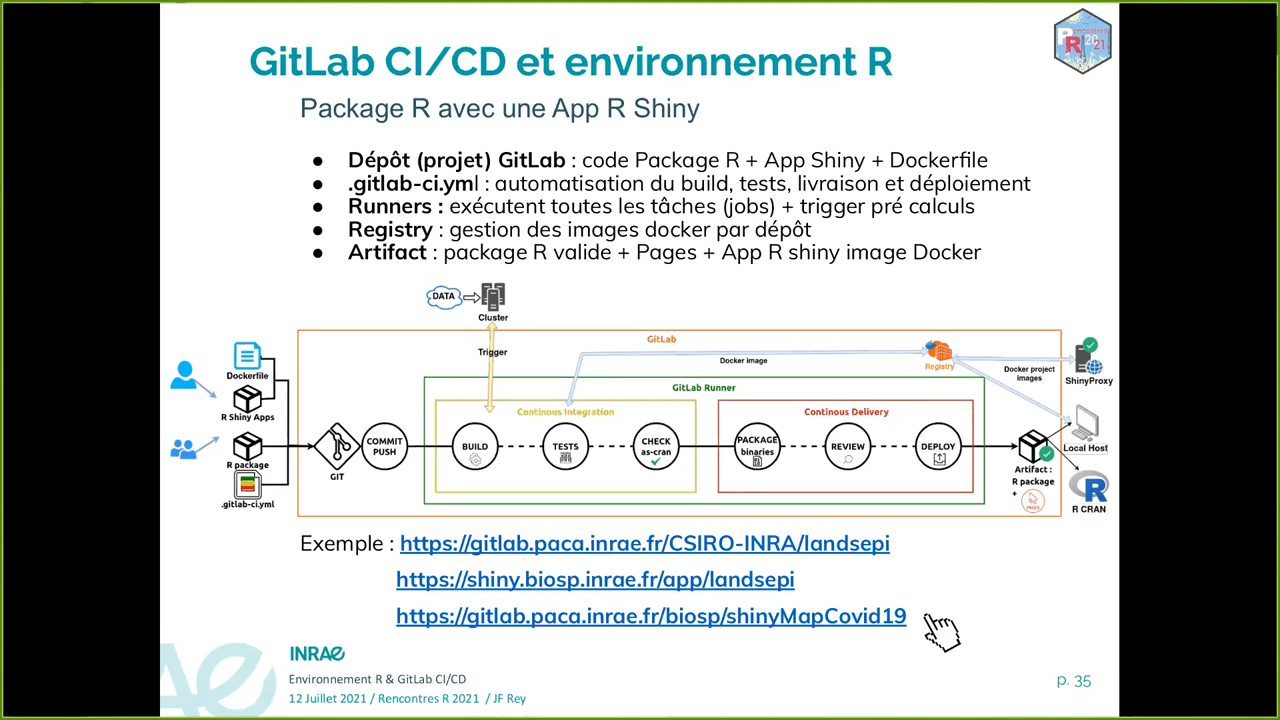 Rencontres
R 20
21
GitLab CI/CD et environnement R
Package R avec une App R Shiny
● Dépôt (projet) GitLab : code Package R + App Shiny + Dockerfile
● .gitlab-ci.yml : automatisation du build, tests, livraison et déploiement
● Runners : exécutent toutes les tâches (jobs) + trigger pré calculs
● Registry : gestion des images docker par dépôt
● Artifact : package R valide + Pages + App R shiny image Docker
DATA
Cluster
Trigger
GitLab
Docker image
Registry
Docker project
images
ShinyProxy
Dockerfile
R Shiny Apps
R package
.gitlab-ci.yml
GIT
COMMIT
PUSH
GitLab Runner
Continous Integration
BUILD
TESTS
CHECK
as-cran
Continous Delivery
PACKAGE
binaries
REVIEW
DEPLOY
Artifact :
R package
+
PAGES
Local Host
R
R CRAN
Exemple : https://gitlab.paca.inrae.fr/CSIRO-INRA/landsepi
https://shiny.biosp.inrae.fr/app/landsepi
https://gitlab.paca.inrae.fr/biosp/shinyMapCovid19
INRAE
Environnement R & GitLab CI/CD
12 Juillet 2021 / Rencontres R 2021 / JF Rey
p. 35